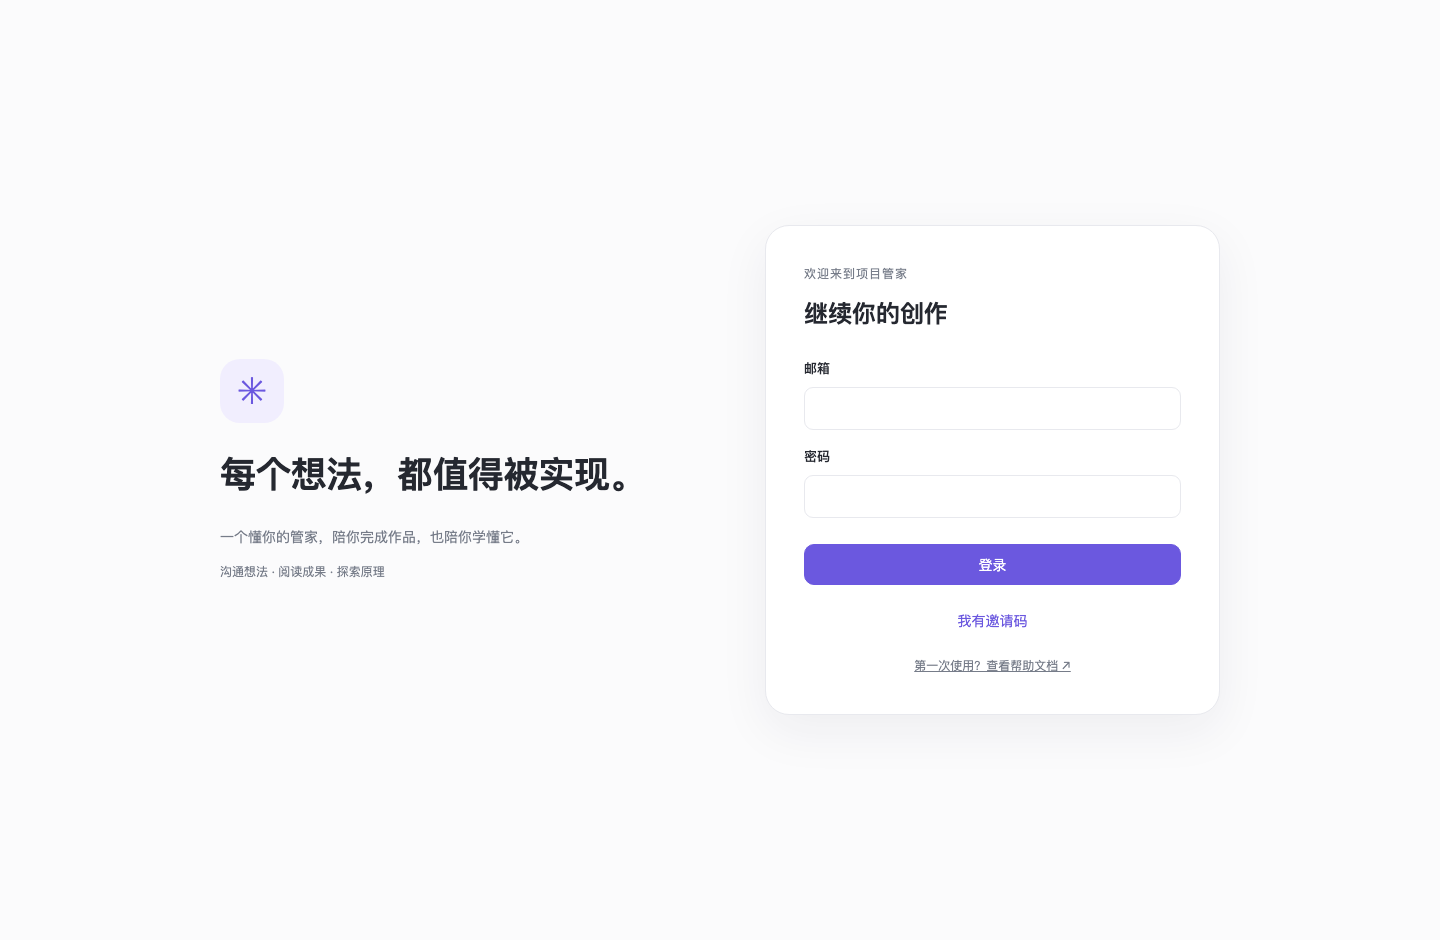 每个想法，都值得被实现。
一个懂你的管家，陪你完成作品，也陪你学懂它。
沟通想法 · 阅读成果 · 探索原理
欢迎来到项目管家
继续你的创作
邮箱
密码
登录
我有邀请码
第一次使用？查看帮助文档 ↗